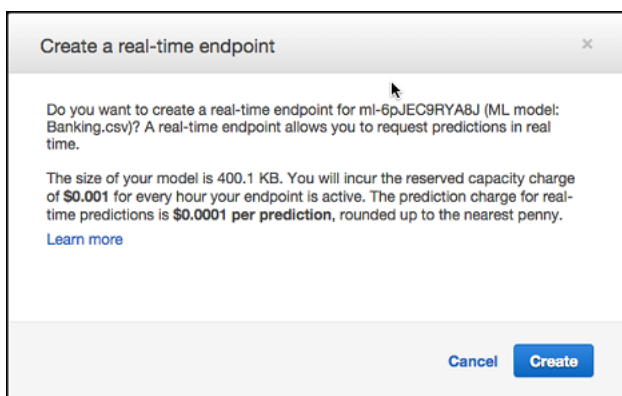 Create a real-time endpoint ×
Do you want to create a real-time endpoint for ml-6pJEC9RYA8J (ML model:
Banking.csv)? A real-time endpoint allows you to request predictions in real
time.
The size of your model is 400.1 KB. You will incur the reserved capacity charge
of $0.001 for every hour your endpoint is active. The prediction charge for real-
time predictions is $0.0001 per prediction, rounded up to the nearest penny.
Learn more
Cancel Create